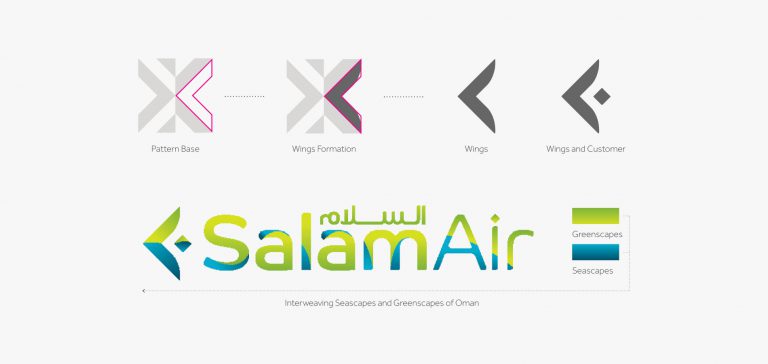 Pattern Base
Wings Formation
Wings
Wings and Customer
السلام
SalamAir
Greenscapes
Seascapes
Interweaving Seascapes and Greenscapes of Oman